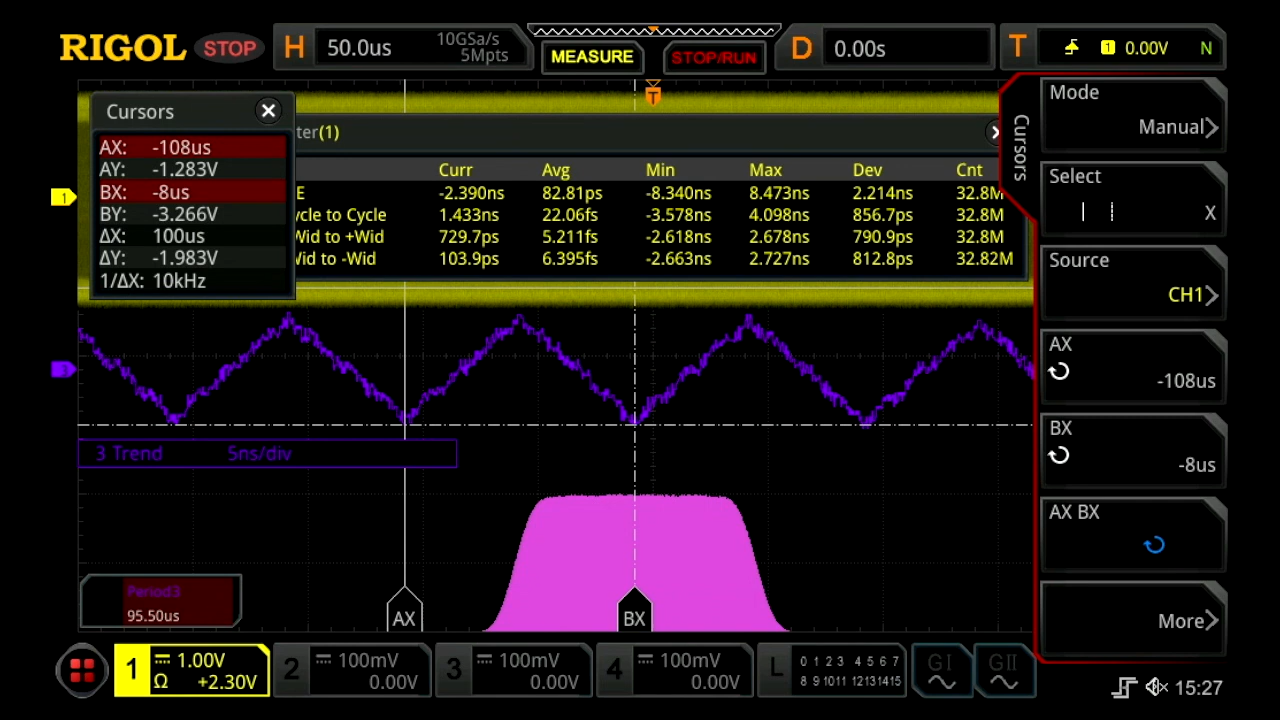 RIGOL STOP H 50.0us 10GSa/s 5Mpts MEASURE STOP/RUN D 0.00s T 1 0.00V N
T
Cursors
AX: -108us
AY: -1.283V
BX: -8us
BY: -3.266V
ΔX: 100us
ΔY: -1.983V
1/ΔX: 10kHz
ter(1)
Curr Avg Min Max Dev Cnt
E -2.390ns 82.81ps -8.340ns 8.473ns 2.214ns 32.8M
ycle to Cycle 1.433ns 22.06fs -3.578ns 4.098ns 856.7ps 32.8M
Wid to +Wid 729.7ps 5.211fs -2.618ns 2.678ns 790.9ps 32.8M
Wid to -Wid 103.9ps 6.395fs -2.663ns 2.727ns 812.8ps 32.82M
1
3 Trend 5ns/div
Period3
95.50us
AX
BX
Cursors
Mode
Manual
Select
X
Source
CH1
AX
-108us
BX
-8us
AX BX
More
1 1.00V
Ω +2.30V
2 100mV
0.00V
3 100mV
0.00V
4 100mV
0.00V
L 0 1 2 3 4 5 6 7
8 9 1011 12131415
GI
GII
15:27